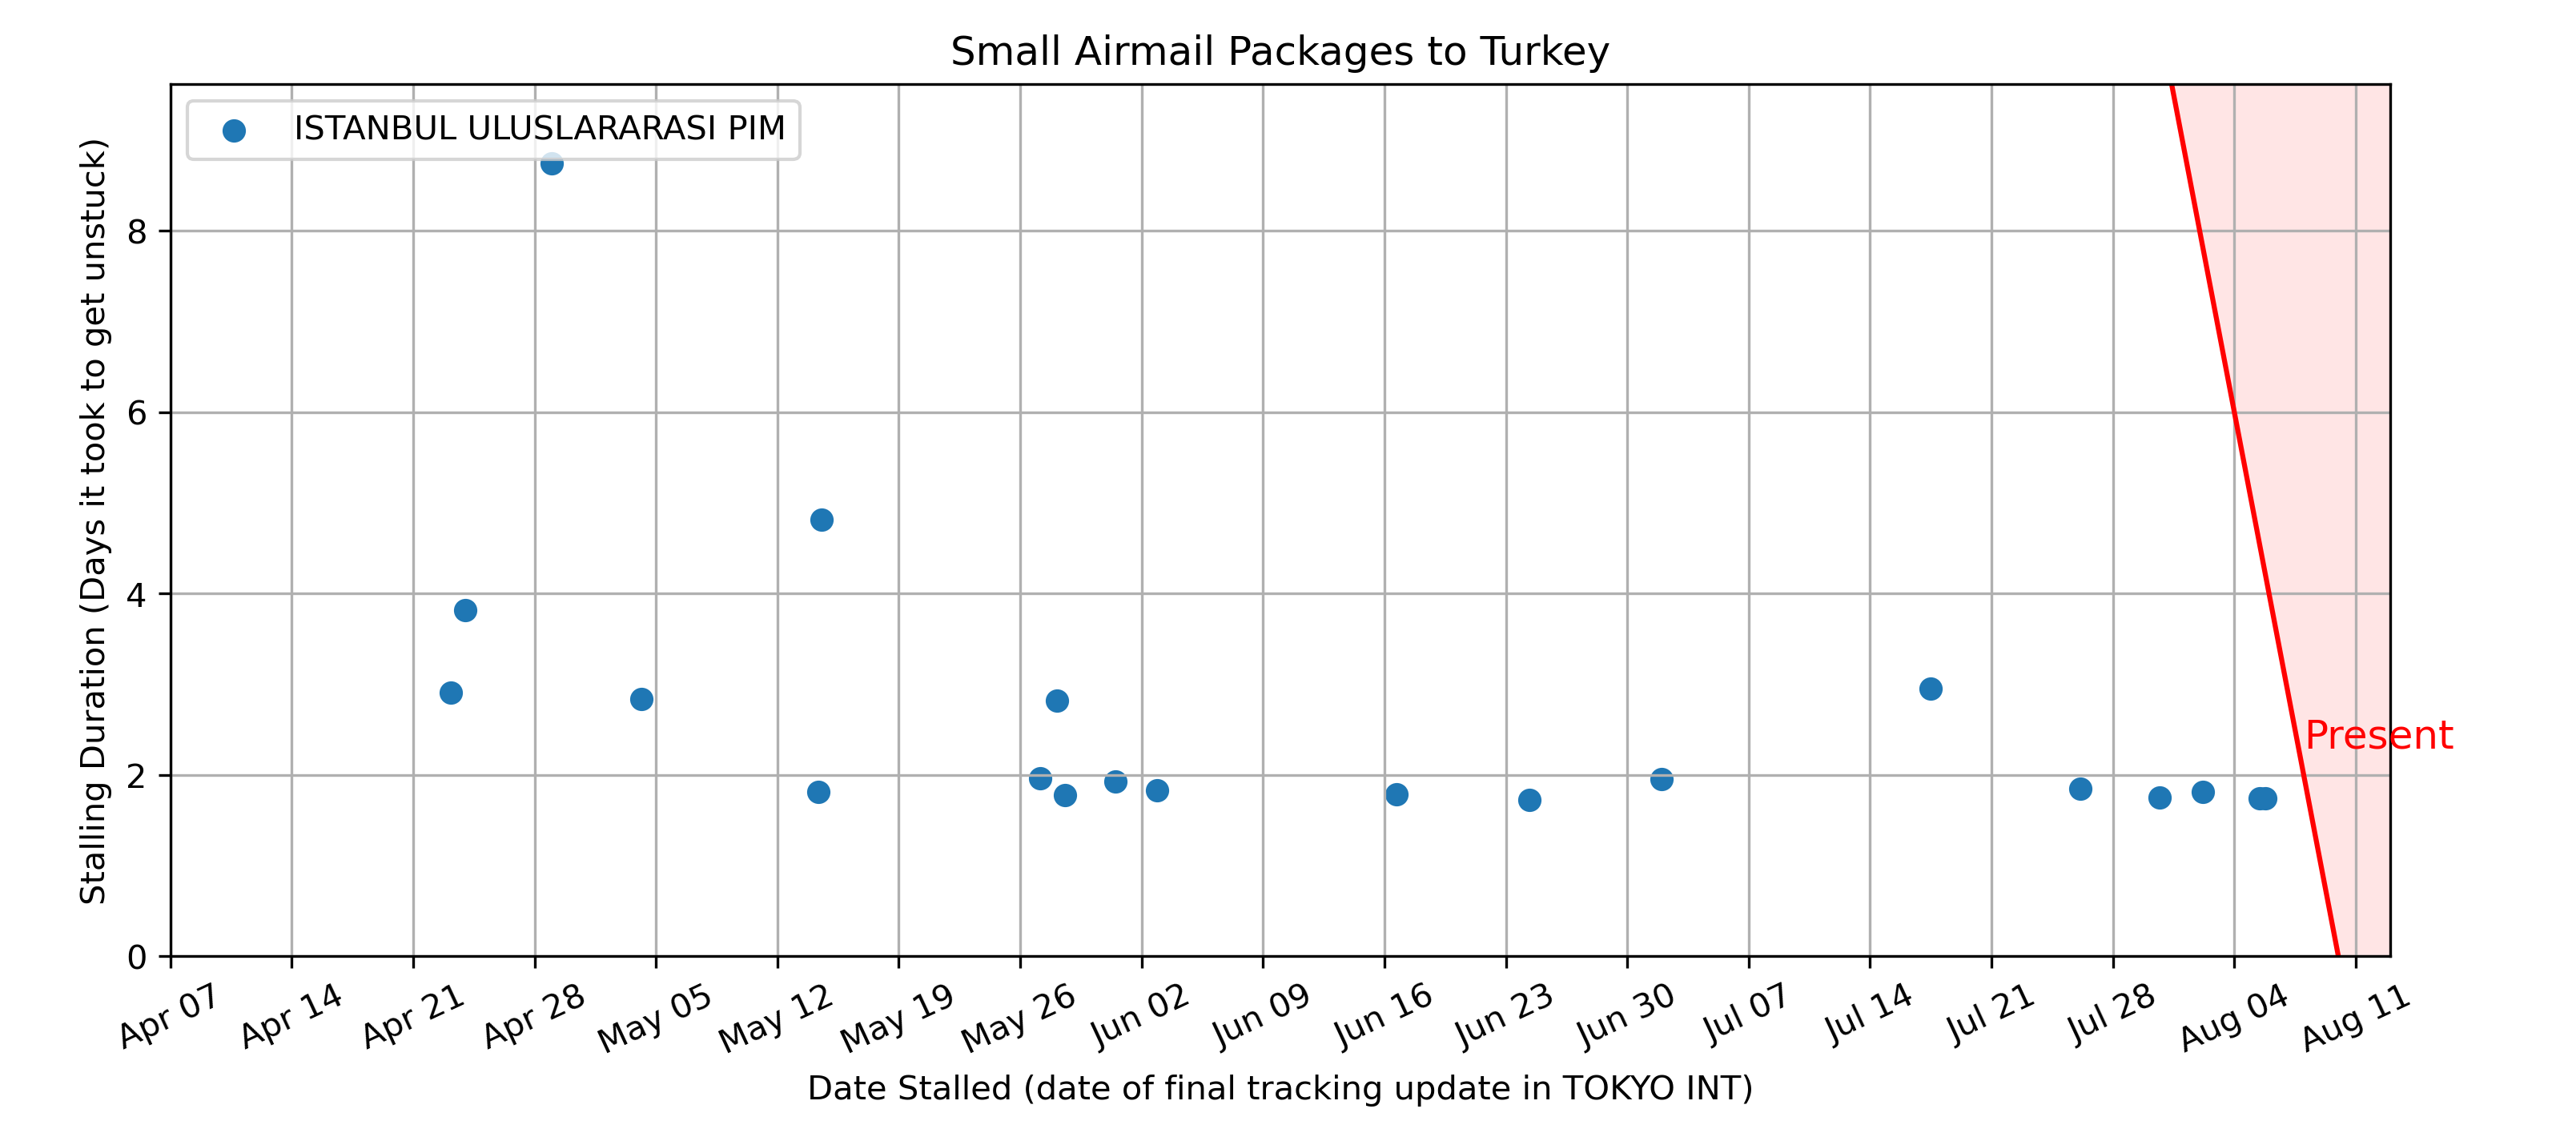 Small Airmail Packages to Turkey
ISTANBUL ULUSLARARASI PIM
Stalling Duration (Days it took to get unstuck)
8
6
4
2
0
Present
Apr 07
Apr 14
Apr 21
Apr 28
May 05
May 12
May 19
May 26
Jun 02
Jun 09
Jun 16
Jun 23
Jun 30
Jul 07
Jul 14
Jul 21
Jul 28
Aug 04
Aug 11
Date Stalled (date of final tracking update in TOKYO INT)